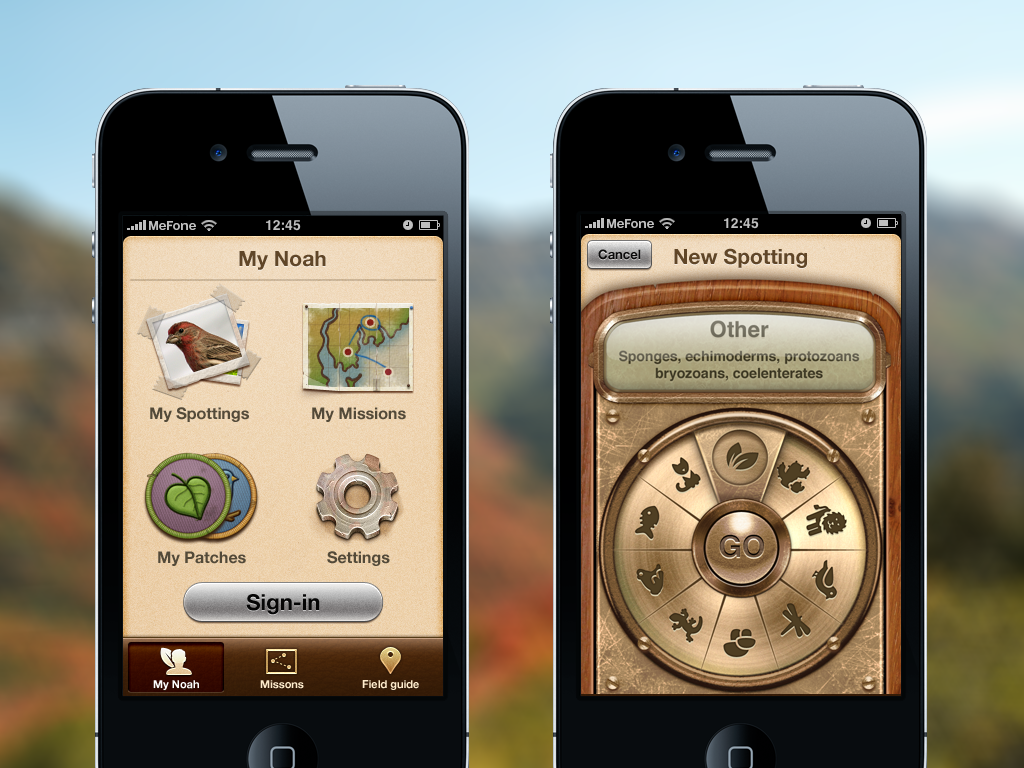 MeFone 12:45
My Noah
My Spottings My Missions
My Patches Settings
Sign-in
My Noah Missons Field guide
MeFone 12:45
Cancel New Spotting
Other
Sponges, echimoderms, protozoans
bryozoans, coelenterates
GO